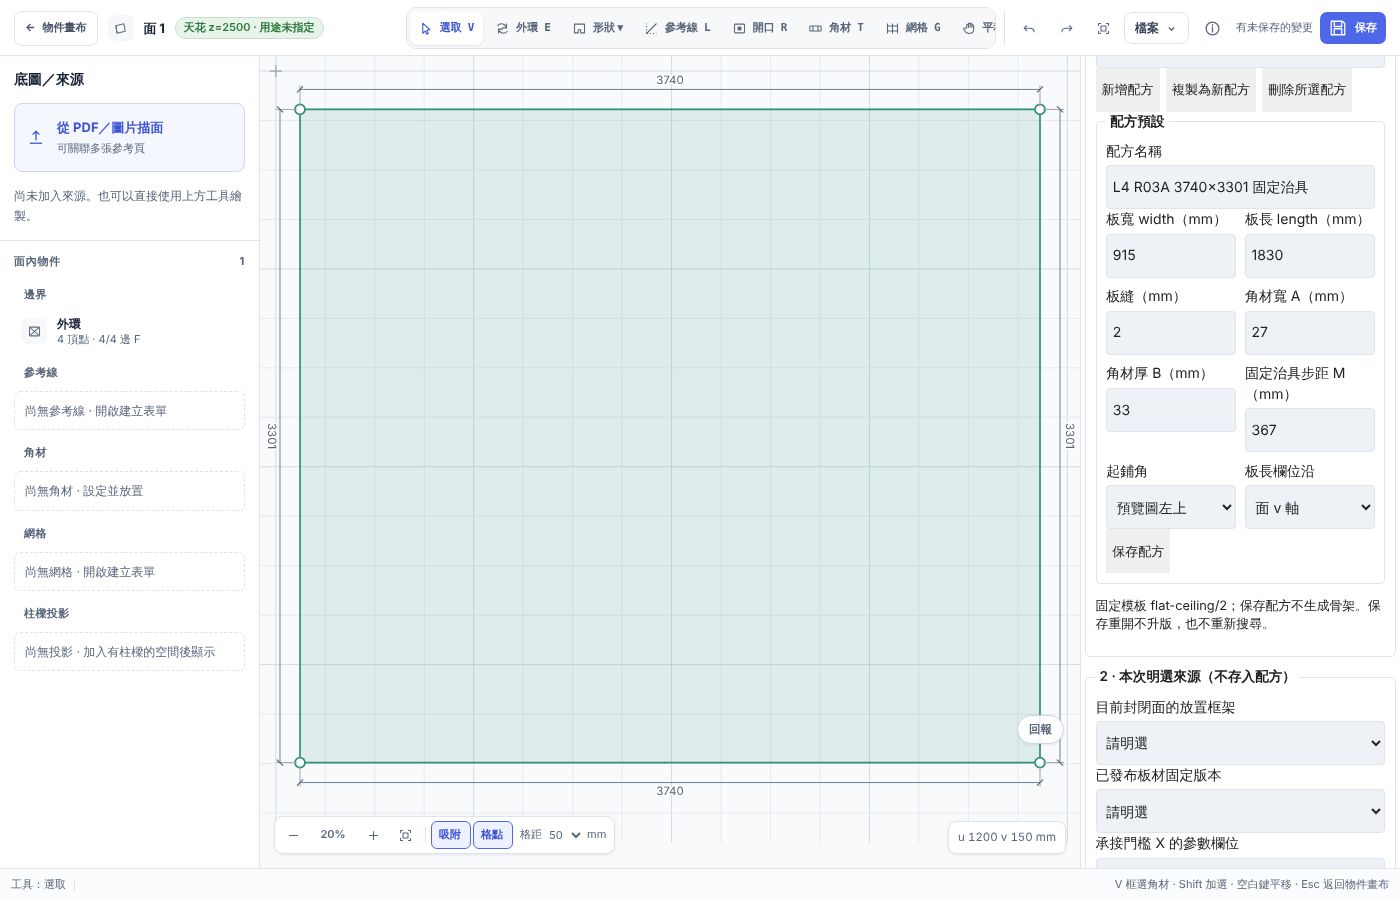 物件畫布
面 1
天花 z=2500 · 用途未指定
選取 V
外環 E
形狀 ▾
參考線 L
開口 R
角材 T
網格 G
檔案
有未保存的變更
保存
底圖／來源
從 PDF／圖片描面
可關聯多張參考頁
尚未加入來源。也可以直接使用上方工具繪
製。
面內物件
1
邊界
外環
4 頂點 · 4/4 邊 F
參考線
尚無參考線 · 開啟建立表單
角材
尚無角材 · 設定並放置
網格
尚無網格 · 開啟建立表單
柱樑投影
尚無投影 · 加入有柱樑的空間後顯示
3740
3301
3301
3740
回報
20%
吸附
格點
格距 50 mm
u 1200 v 150 mm
新增配方
複製為新配方
刪除所選配方
配方預設
配方名稱
L4 R03A 3740×3301 固定治具
板寬 width（mm）
板長 length（mm）
915
1830
板縫（mm）
角材寬 A（mm）
2
27
角材厚 B（mm）
固定治具步距 M
（mm）
33
367
起鋪角
板長欄位沿
預覽圖左上
面 v 軸
保存配方
固定模板 flat-ceiling/2；保存配方不生成骨架。保
存重開不升版，也不重新搜尋。
2 · 本次明選來源（不存入配方）
目前封閉面的放置框架
請明選
已發布板材固定版本
請明選
承接門檻 X 的參數欄位
工具：選取
V 框選角材 · Shift 加選 · 空白鍵平移 · Esc 返回物件畫布